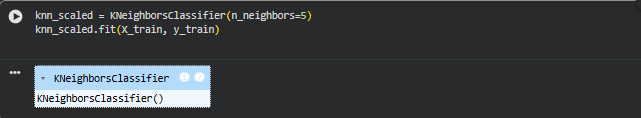 knn_scaled = KNeighborsClassifier(n_neighbors=5)
knn_scaled.fit(X_train, y_train)
KNeighborsClassifier
KNeighborsClassifier()